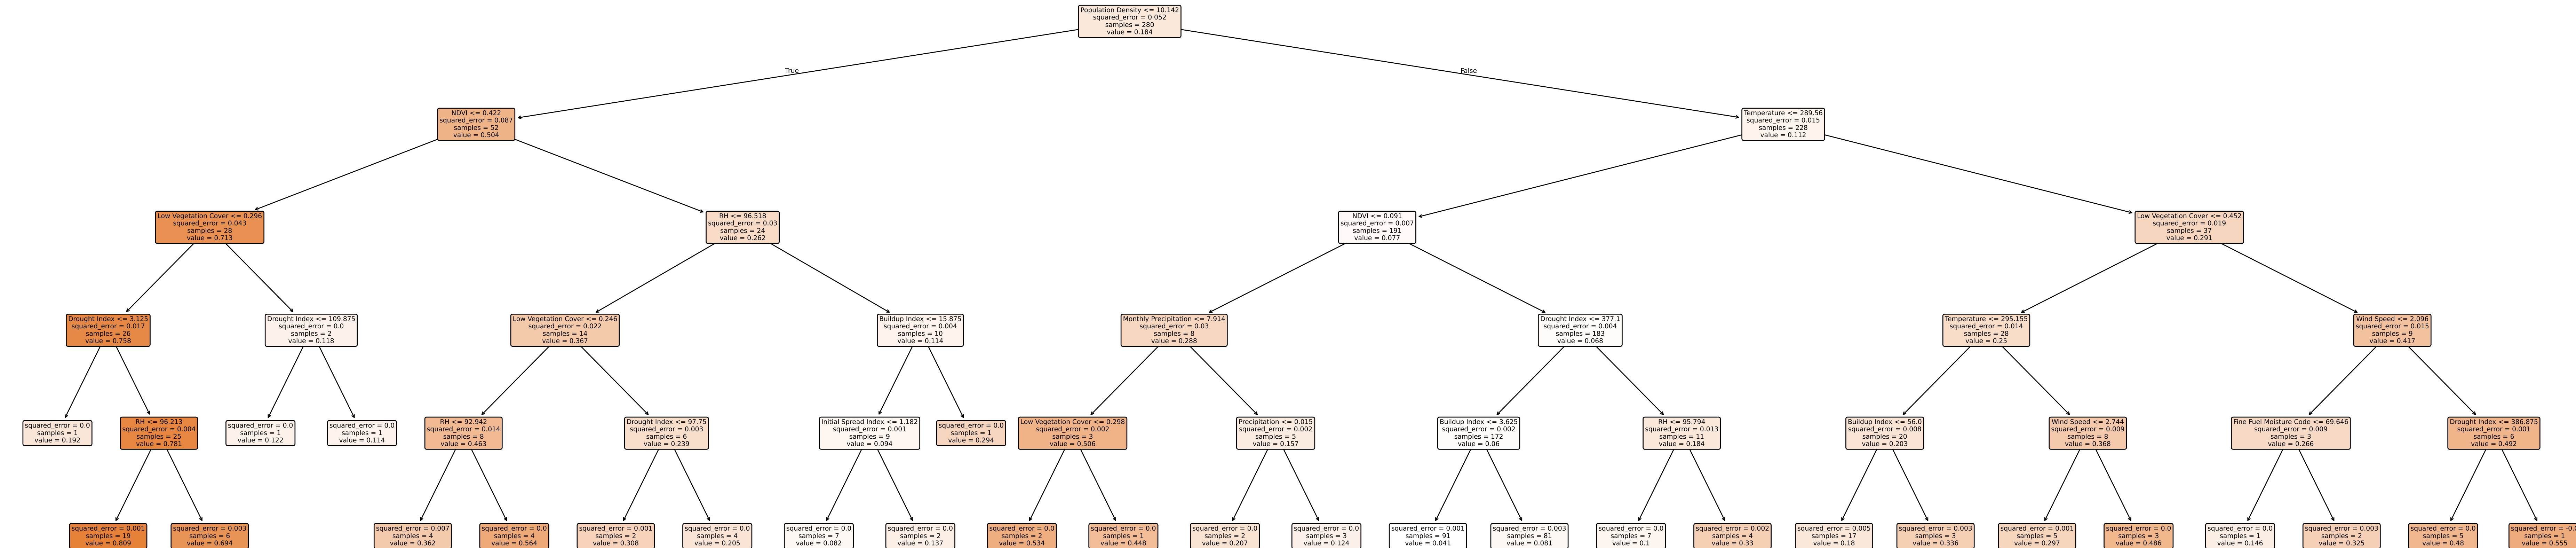 Population Density <= 10.142
squared_error = 0.052
samples = 280
value = 0.184
True
False
NDVI <= 0.422
squared_error = 0.087
samples = 52
value = 0.504
Temperature <= 289.56
squared_error = 0.015
samples = 228
value = 0.112
Low Vegetation Cover <= 0.296
squared_error = 0.043
samples = 28
value = 0.713
RH <= 96.518
squared_error = 0.03
samples = 24
value = 0.262
NDVI <= 0.091
squared_error = 0.007
samples = 191
value = 0.077
Low Vegetation Cover <= 0.452
squared_error = 0.019
samples = 37
value = 0.291
Drought Index <= 3.125
squared_error = 0.017
samples = 26
value = 0.758
Drought Index <= 109.875
squared_error = 0.0
samples = 2
value = 0.118
Low Vegetation Cover <= 0.246
squared_error = 0.022
samples = 14
value = 0.367
Buildup Index <= 15.875
squared_error = 0.004
samples = 10
value = 0.114
Monthly Precipitation <= 7.914
squared_error = 0.03
samples = 8
value = 0.288
Drought Index <= 377.1
squared_error = 0.004
samples = 183
value = 0.068
Temperature <= 295.155
squared_error = 0.014
samples = 28
value = 0.25
Wind Speed <= 2.096
squared_error = 0.015
samples = 9
value = 0.417
squared_error = 0.0
samples = 1
value = 0.192
RH <= 96.213
squared_error = 0.004
samples = 25
value = 0.781
squared_error = 0.0
samples = 1
value = 0.122
squared_error = 0.0
samples = 1
value = 0.114
RH <= 92.942
squared_error = 0.014
samples = 8
value = 0.463
Drought Index <= 97.75
squared_error = 0.003
samples = 6
value = 0.239
Initial Spread Index <= 1.182
squared_error = 0.001
samples = 9
value = 0.094
squared_error = 0.0
samples = 1
value = 0.294
Low Vegetation Cover <= 0.298
squared_error = 0.002
samples = 3
value = 0.506
Precipitation <= 0.015
squared_error = 0.002
samples = 5
value = 0.157
Buildup Index <= 3.625
squared_error = 0.002
samples = 172
value = 0.06
RH <= 95.794
squared_error = 0.013
samples = 11
value = 0.184
Buildup Index <= 56.0
squared_error = 0.008
samples = 20
value = 0.203
Wind Speed <= 2.744
squared_error = 0.009
samples = 8
value = 0.368
Fine Fuel Moisture Code <= 69.646
squared_error = 0.009
samples = 3
value = 0.266
Drought Index <= 386.875
squared_error = 0.001
samples = 6
value = 0.492
squared_error = 0.001
samples = 19
value = 0.809
squared_error = 0.003
samples = 6
value = 0.694
squared_error = 0.007
samples = 4
value = 0.362
squared_error = 0.0
samples = 4
value = 0.564
squared_error = 0.001
samples = 2
value = 0.308
squared_error = 0.0
samples = 4
value = 0.205
squared_error = 0.0
samples = 7
value = 0.082
squared_error = 0.0
samples = 2
value = 0.137
squared_error = 0.0
samples = 2
value = 0.534
squared_error = 0.0
samples = 1
value = 0.448
squared_error = 0.0
samples = 2
value = 0.207
squared_error = 0.0
samples = 3
value = 0.124
squared_error = 0.001
samples = 91
value = 0.041
squared_error = 0.003
samples = 81
value = 0.081
squared_error = 0.0
samples = 7
value = 0.1
squared_error = 0.002
samples = 4
value = 0.33
squared_error = 0.005
samples = 17
value = 0.18
squared_error = 0.003
samples = 3
value = 0.336
squared_error = 0.001
samples = 5
value = 0.297
squared_error = 0.0
samples = 3
value = 0.486
squared_error = 0.0
samples = 1
value = 0.146
squared_error = 0.003
samples = 2
value = 0.325
squared_error = 0.0
samples = 5
value = 0.48
squared_error = -0.0
samples = 1
value = 0.555